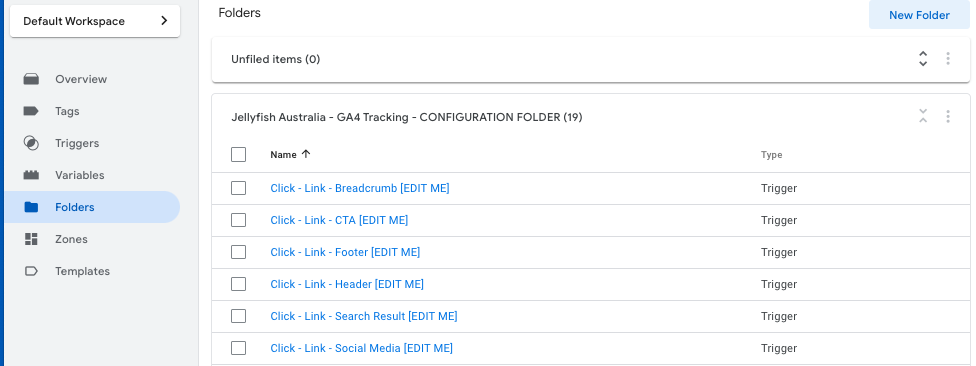 Default Workspace
Folders
New Folder
Unfiled items (0)
Overview
Tags
Triggers
Variables
Folders
Zones
Templates
Jellyfish Australia - GA4 Tracking - CONFIGURATION FOLDER (19)
Name Type
Click - Link - Breadcrumb [EDIT ME] Trigger
Click - Link - CTA [EDIT ME] Trigger
Click - Link - Footer [EDIT ME] Trigger
Click - Link - Header [EDIT ME] Trigger
Click - Link - Search Result [EDIT ME] Trigger
Click - Link - Social Media [EDIT ME] Trigger